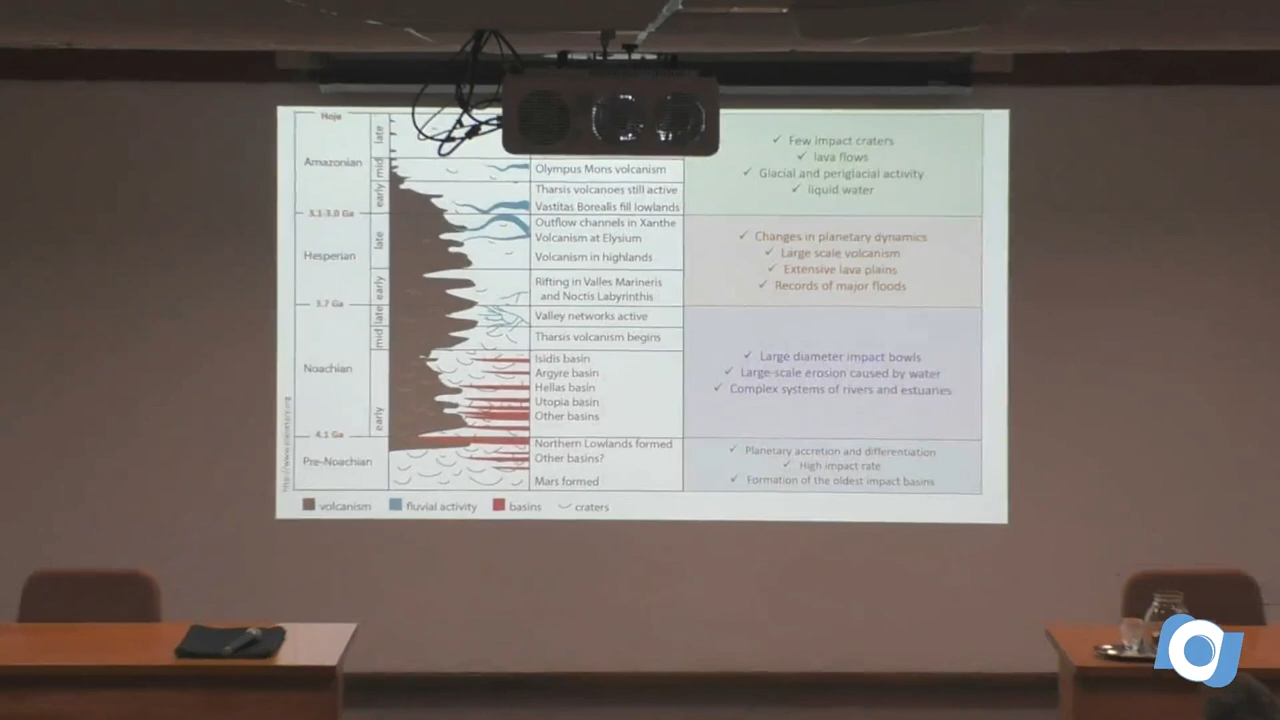 Hoje
late
Amazonian
mid
early
3.1-3.0 Ga
Hesperian
late
early
3.7 Ga
late
mid
Noachian
early
4.1 Ga
Pre-Noachian
Olympus Mons volcanism
Tharsis volcanoes still active
Vastitas Borealis fill lowlands
Outflow channels in Xanthe
Volcanism at Elysium
Volcanism in highlands
Rifting in Valles Marineris
and Noctis Labyrinthis
Valley networks active
Tharsis volcanism begins
Isidis basin
Argyre basin
Hellas basin
Utopia basin
Other basins
Northern Lowlands formed
Other basins?
Mars formed
✓ Few impact craters
✓ lava flows
✓ Glacial and periglacial activity
✓ liquid water
✓ Changes in planetary dynamics
✓ Large scale volcanism
✓ Extensive lava plains
✓ Records of major floods
✓ Large diameter impact bowls
✓ Large-scale erosion caused by water
✓ Complex systems of rivers and estuaries
✓ Planetary accretion and differentiation
✓ High impact rate
✓ Formation of the oldest impact basins
volcanism
fluvial activity
basins
craters